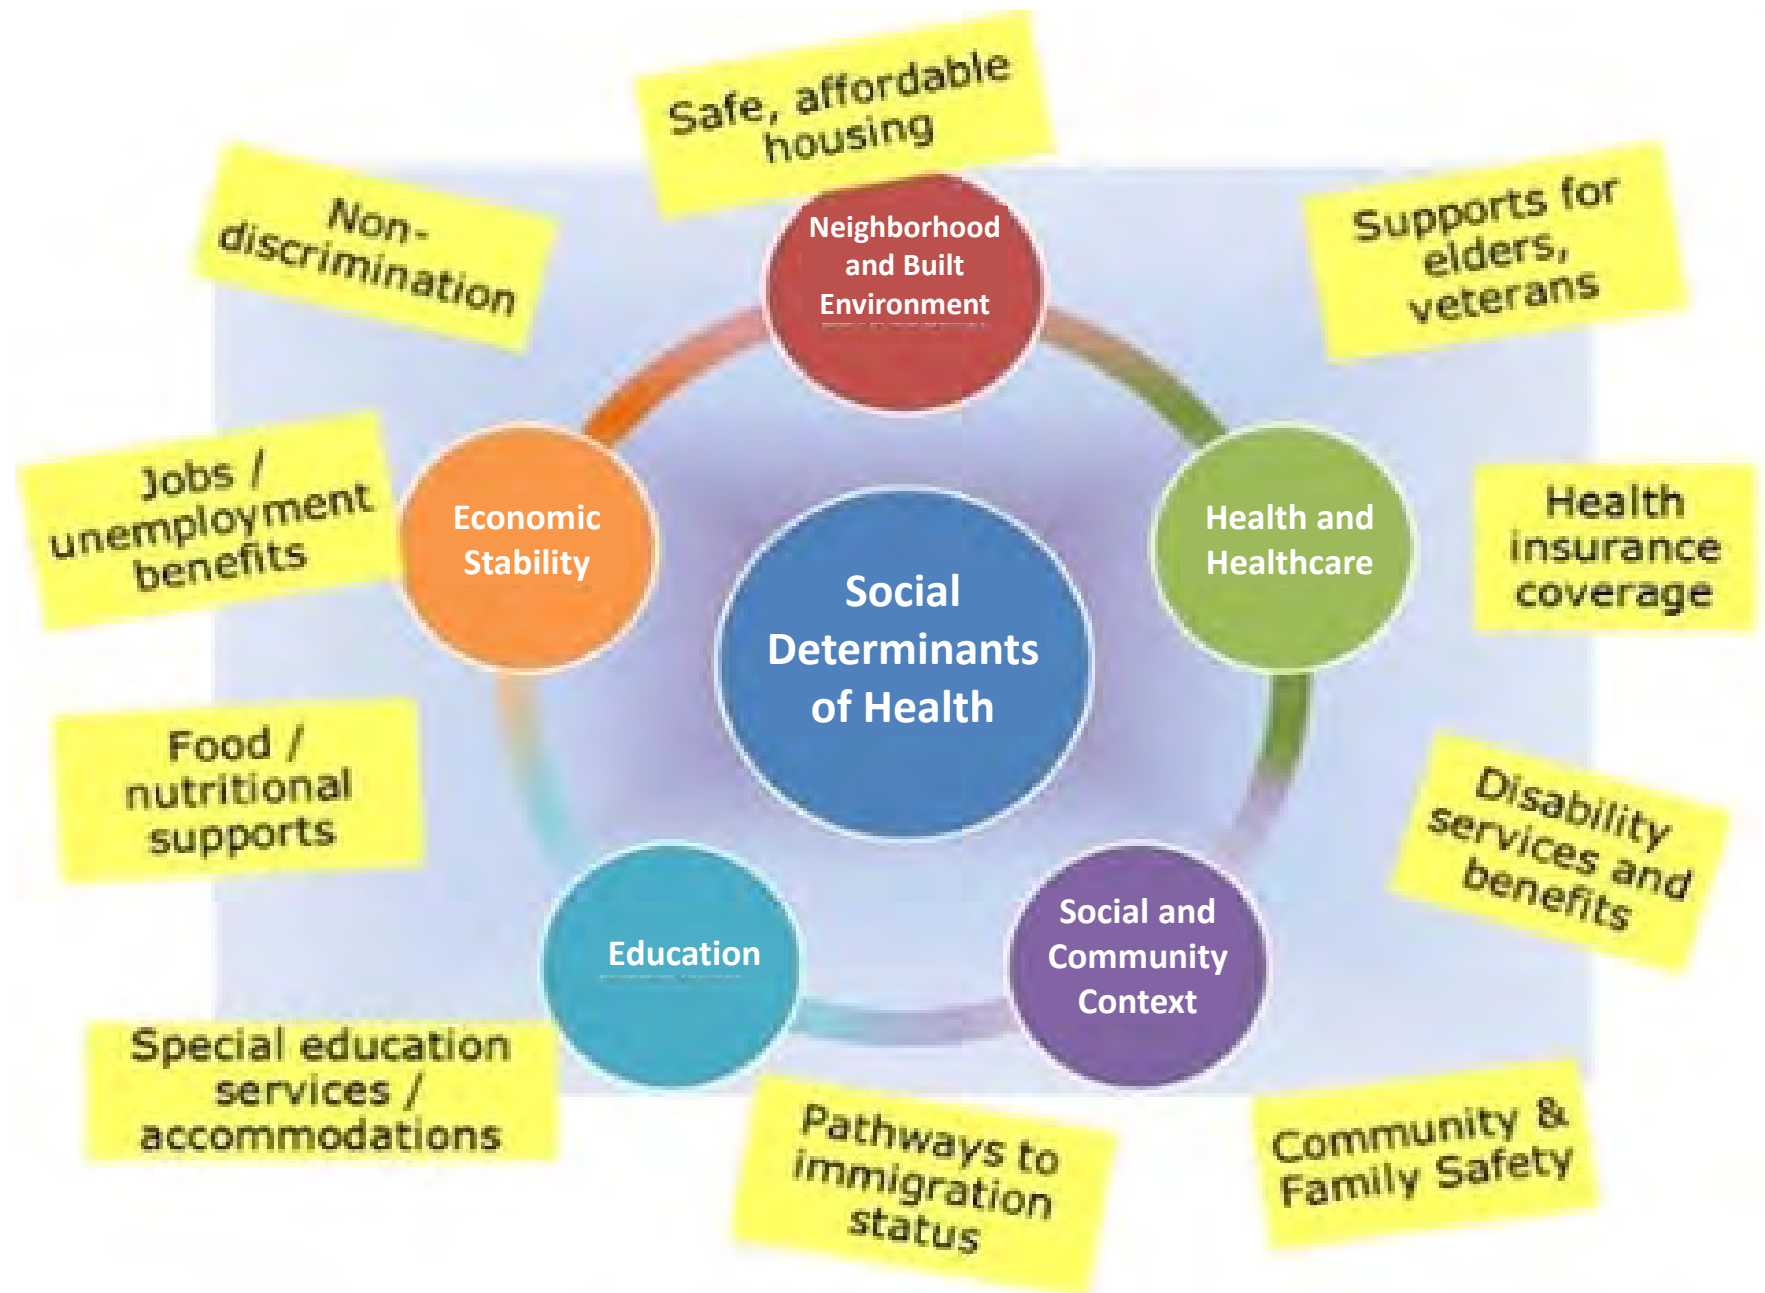 Safe, affordable
housing
Non-
discrimination
Supports for
elders,
veterans
Neighborhood
and Built
Environment
Jobs /
unemployment
benefits
Economic
Stability
Health and
Healthcare
Health
insurance
coverage
Social
Determinants
of Health
Food /
nutritional
supports
Disability
services and
benefits
Education
Social and
Community
Context
Special education
services /
accommodations
Pathways to
immigration
status
Community &
Family Safety